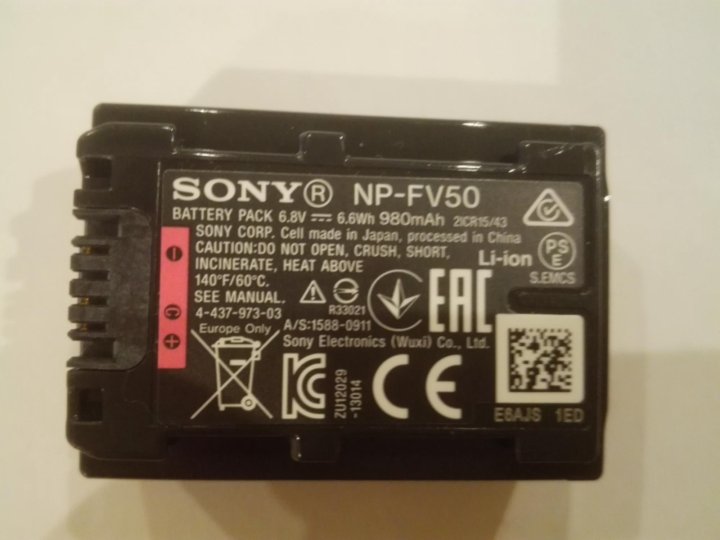 SONY® NP-FV50
BATTERY PACK 6.8V 6.6Wh 980mAh 2ICR15/43
SONY CORP. Cell made in Japan, processed in China
CAUTION:DO NOT OPEN, CRUSH, SHORT,
INCINERATE, HEAT ABOVE
140°F/60°C.
SEE MANUAL.
4-437-973-03
Li-ion
PS
E
S.EMCS
R33021
EAC
Europe Only
A/S:1588-0911
Sony Electronics (Wuxi) Co., Ltd.
- C +
KC
ZU12029
-13014
CE
E8AJS 1ED